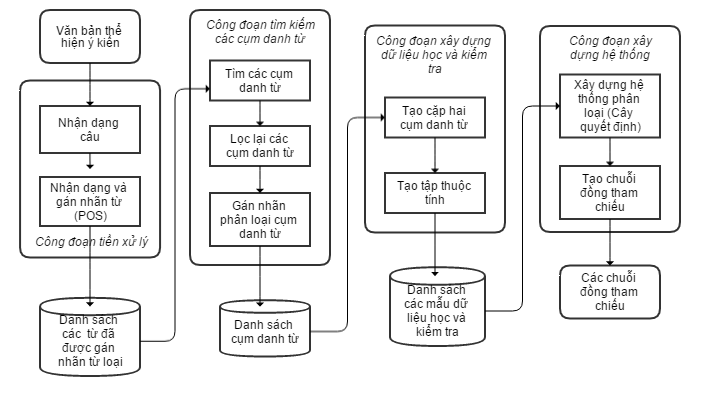 Văn bản thể
hiện ý kiến
Nhận dạng
câu
Nhận dạng và
gán nhãn từ
(POS)
Công đoạn tiền xử lý
Danh sách
các từ đã
được gán
nhãn từ loại
Công đoạn tìm kiếm
các cụm danh từ
Tìm các cụm
danh từ
Lọc lại các
cụm danh từ
Gán nhãn
phân loại cụm
danh từ
Danh sách
cụm danh từ
Công đoạn xây dựng
dữ liệu học và kiểm
tra
Tạo cặp hai
cụm danh từ
Tạo tập thuộc
tính
Danh sách
các mẫu dữ
liệu học và
kiểm tra
Công đoạn xây
dựng hệ thống
Xây dựng hệ
thống phân
loại (Cây
quyết định)
Tạo chuỗi
đồng tham
chiếu
Các chuỗi
đồng tham
chiếu